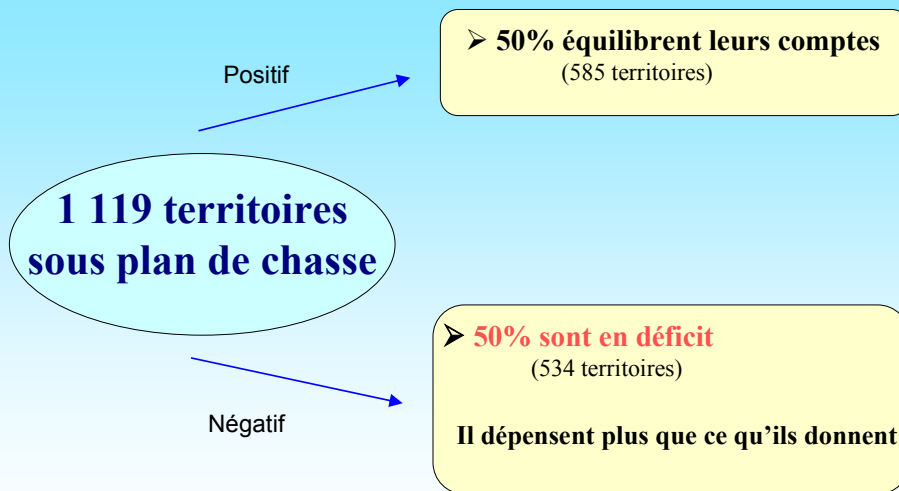 ➢ 50% équilibrent leurs comptes
(585 territoires)
Positif
1 119 territoires
sous plan de chasse
➢ 50% sont en déficit
(534 territoires)
Négatif
Il dépensent plus que ce qu’ils donnent